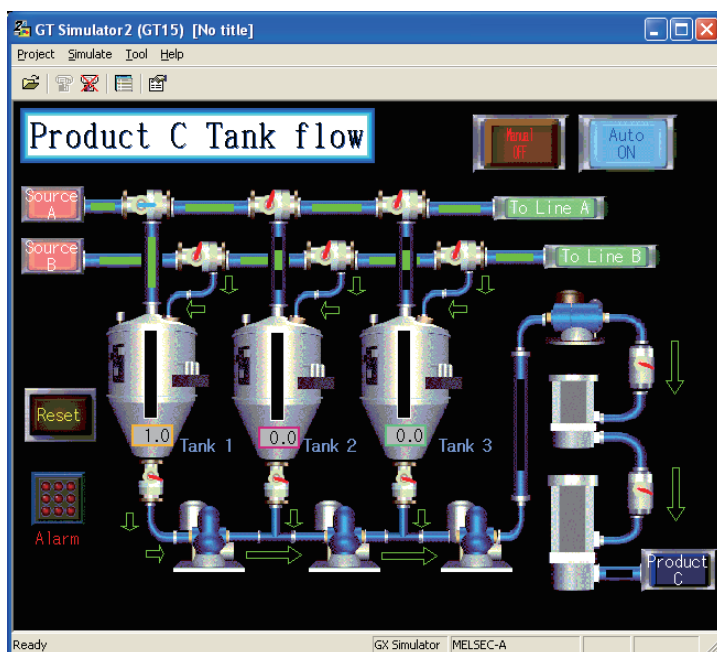 GT Simulator2 (GT15) [No title]
Project Simulate Tool Help
Product C Tank flow
Manual
OFF
Auto
ON
Source
A
To Line A
Source
B
To Line B
Reset
1.0
Tank 1
0.0
Tank 2
0.0
Tank 3
Alarm
Product
C
Ready
GX Simulator
MELSEC-A